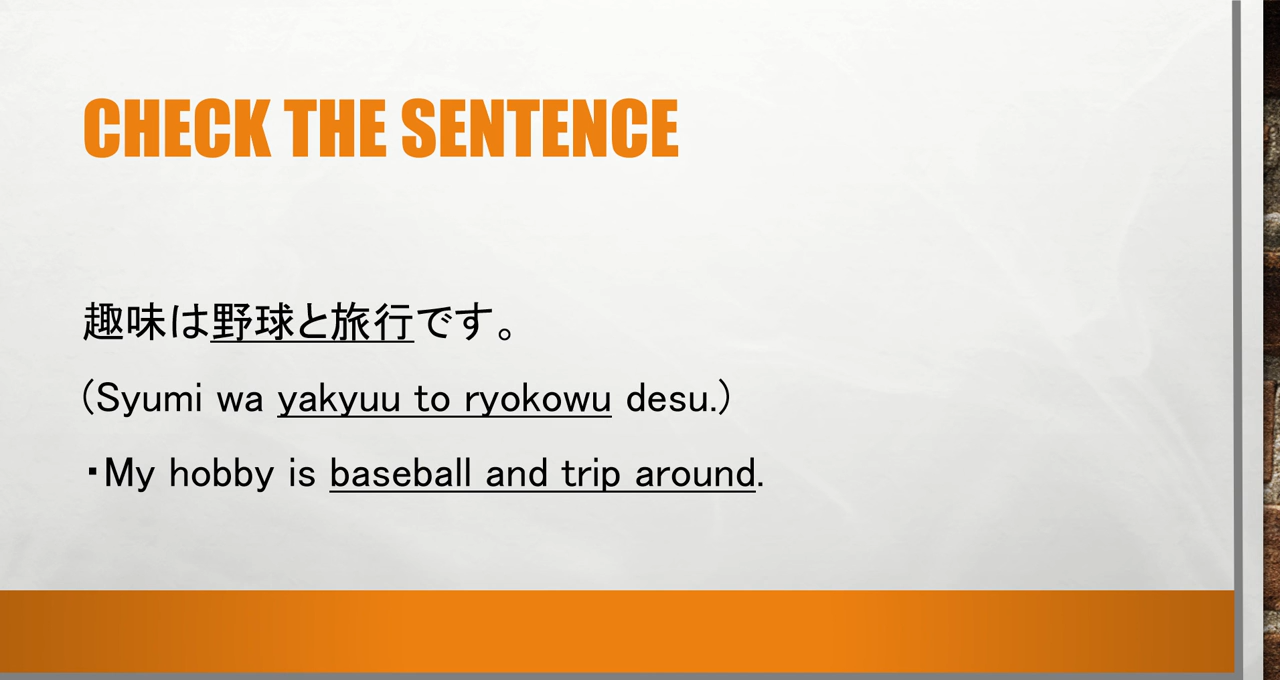 CHECK THE SENTENCE
趣味は野球と旅行です。
(Syumi wa yakyuu to ryokowu desu.)
・My hobby is baseball and trip around.